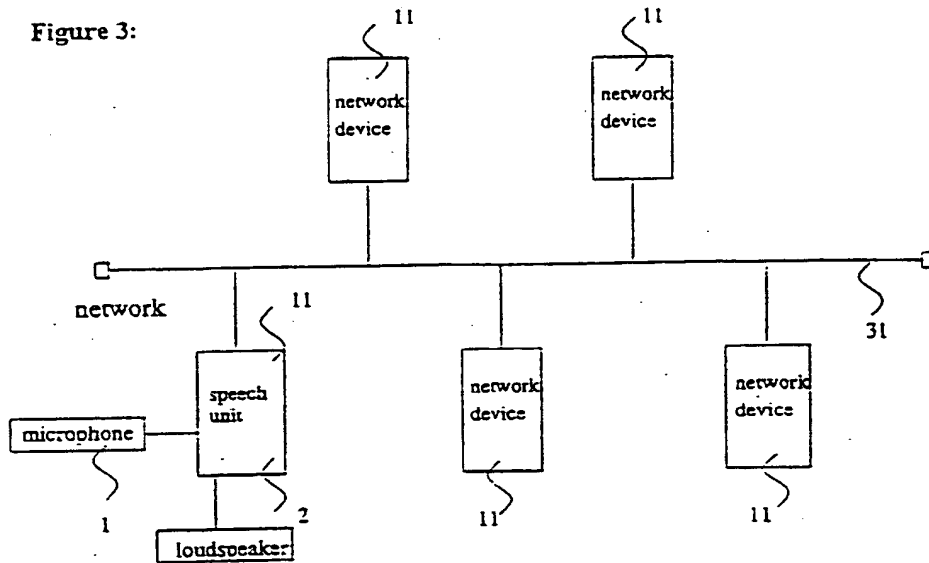 Figure 3:
11
11
network
device
network
device
network
31
11
speech
unit
network
device
network
device
microphone
1
2
11
11
loudspeaker